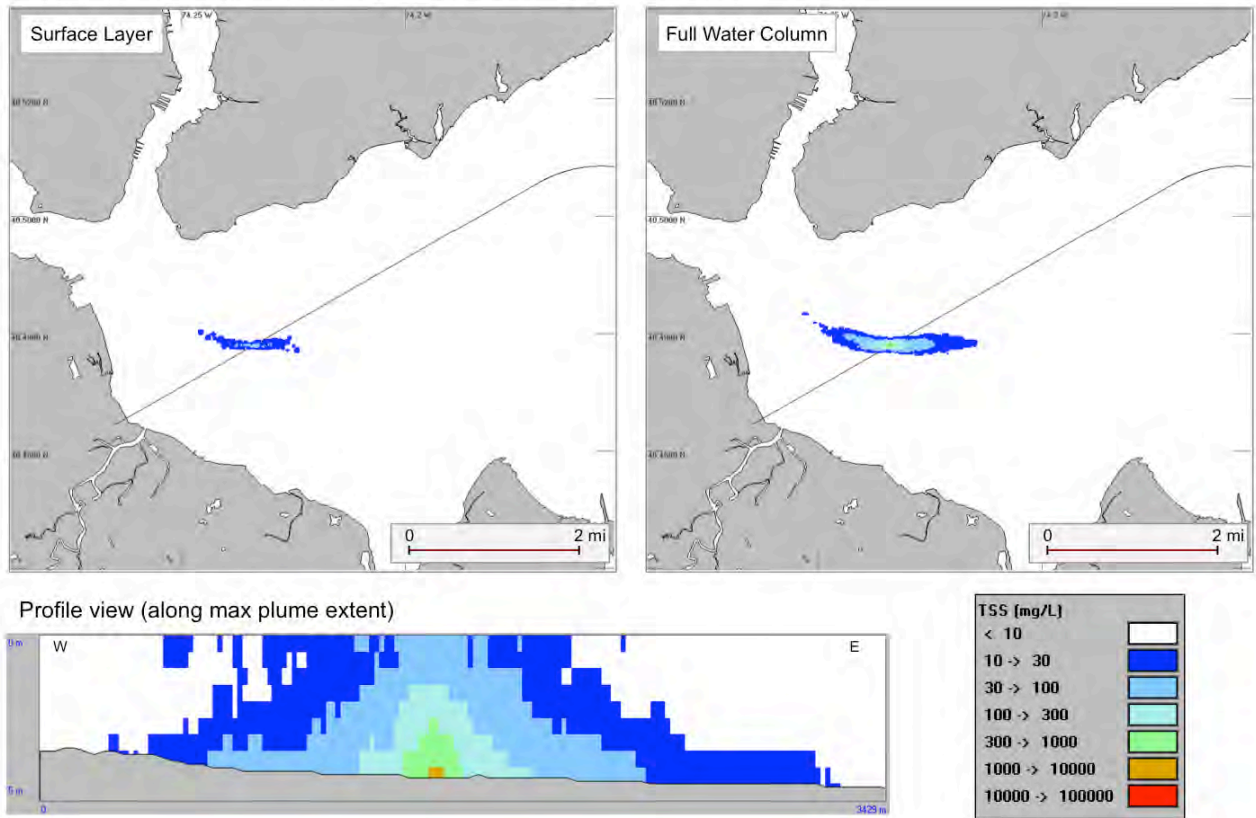 74.25 W
74.2 W
Surface Layer
Full Water Column
74.2 W
40.5000 N
0
2 mi
0
2 mi
Profile view (along max plume extent)
0 m
W
E
5 m
0
3429 m
TSS (mg/L)
< 10
10 -> 30
30 -> 100
100 -> 300
300 -> 1000
1000 -> 10000
10000 -> 100000